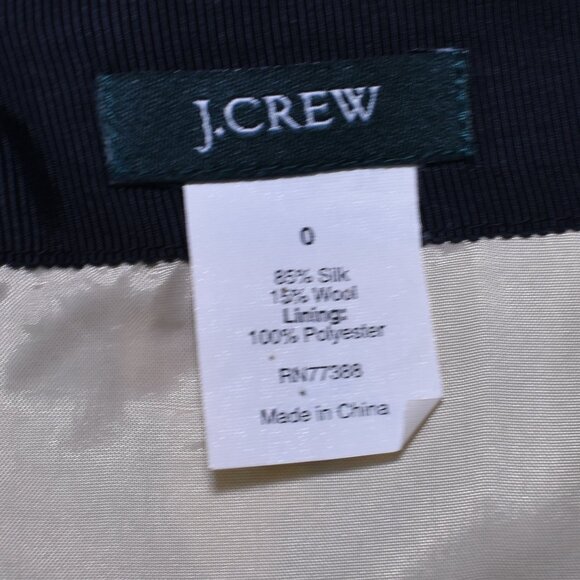 J.CREW
0
85% Silk
15% Wool
Lining:
100% Polyester
RN77388
Made in China